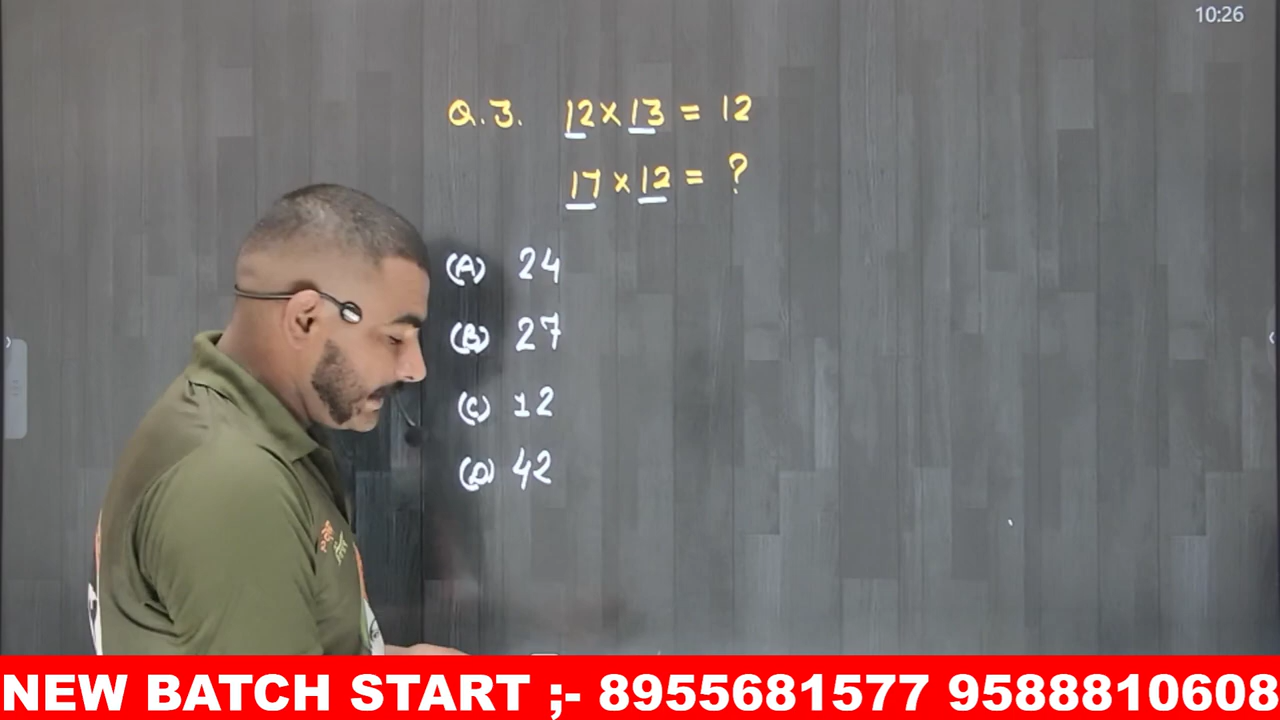 10:26
Q.3. 12×13 = 12
17×12 = ?
(A) 24
(B) 27
(C) 12
(D) 42
NEW BATCH START ;- 8955681577 9588810608